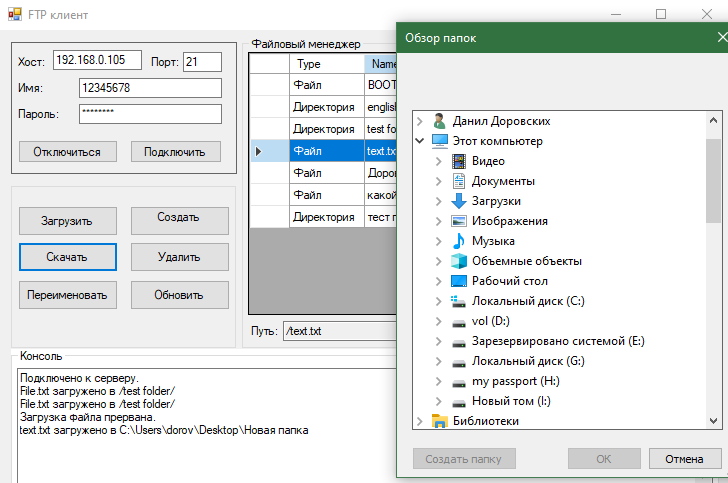 FTP клиент
Хост: 192.168.0.105 Порт: 21
Имя: 12345678
Пароль: ********
Отключиться Подключить
Загрузить Создать
Скачать Удалить
Переименовать Обновить
Файловый менеджер
Type Name
Файл BOOT
Директория english
Директория test fo
Файл text.tx
Файл Доро
Файл какой
Директория тест п
Путь: /text.txt
Консоль
Подключено к серверу.
File.txt загружено в /test folder/
File.txt загружено в /test folder/
Загрузка файла прервана.
text.txt загружено в C:\Users\dorov\Desktop\Новая папка
Обзор папок
Данил Доровских
Этот компьютер
Видео
Документы
Загрузки
Изображения
Музыка
Объемные объекты
Рабочий стол
Локальный диск (C:)
vol (D:)
Зарезервировано системой (E:)
Локальный диск (G:)
my passport (H:)
Новый том (I:)
Библиотеки
Создать папку ОК Отмена